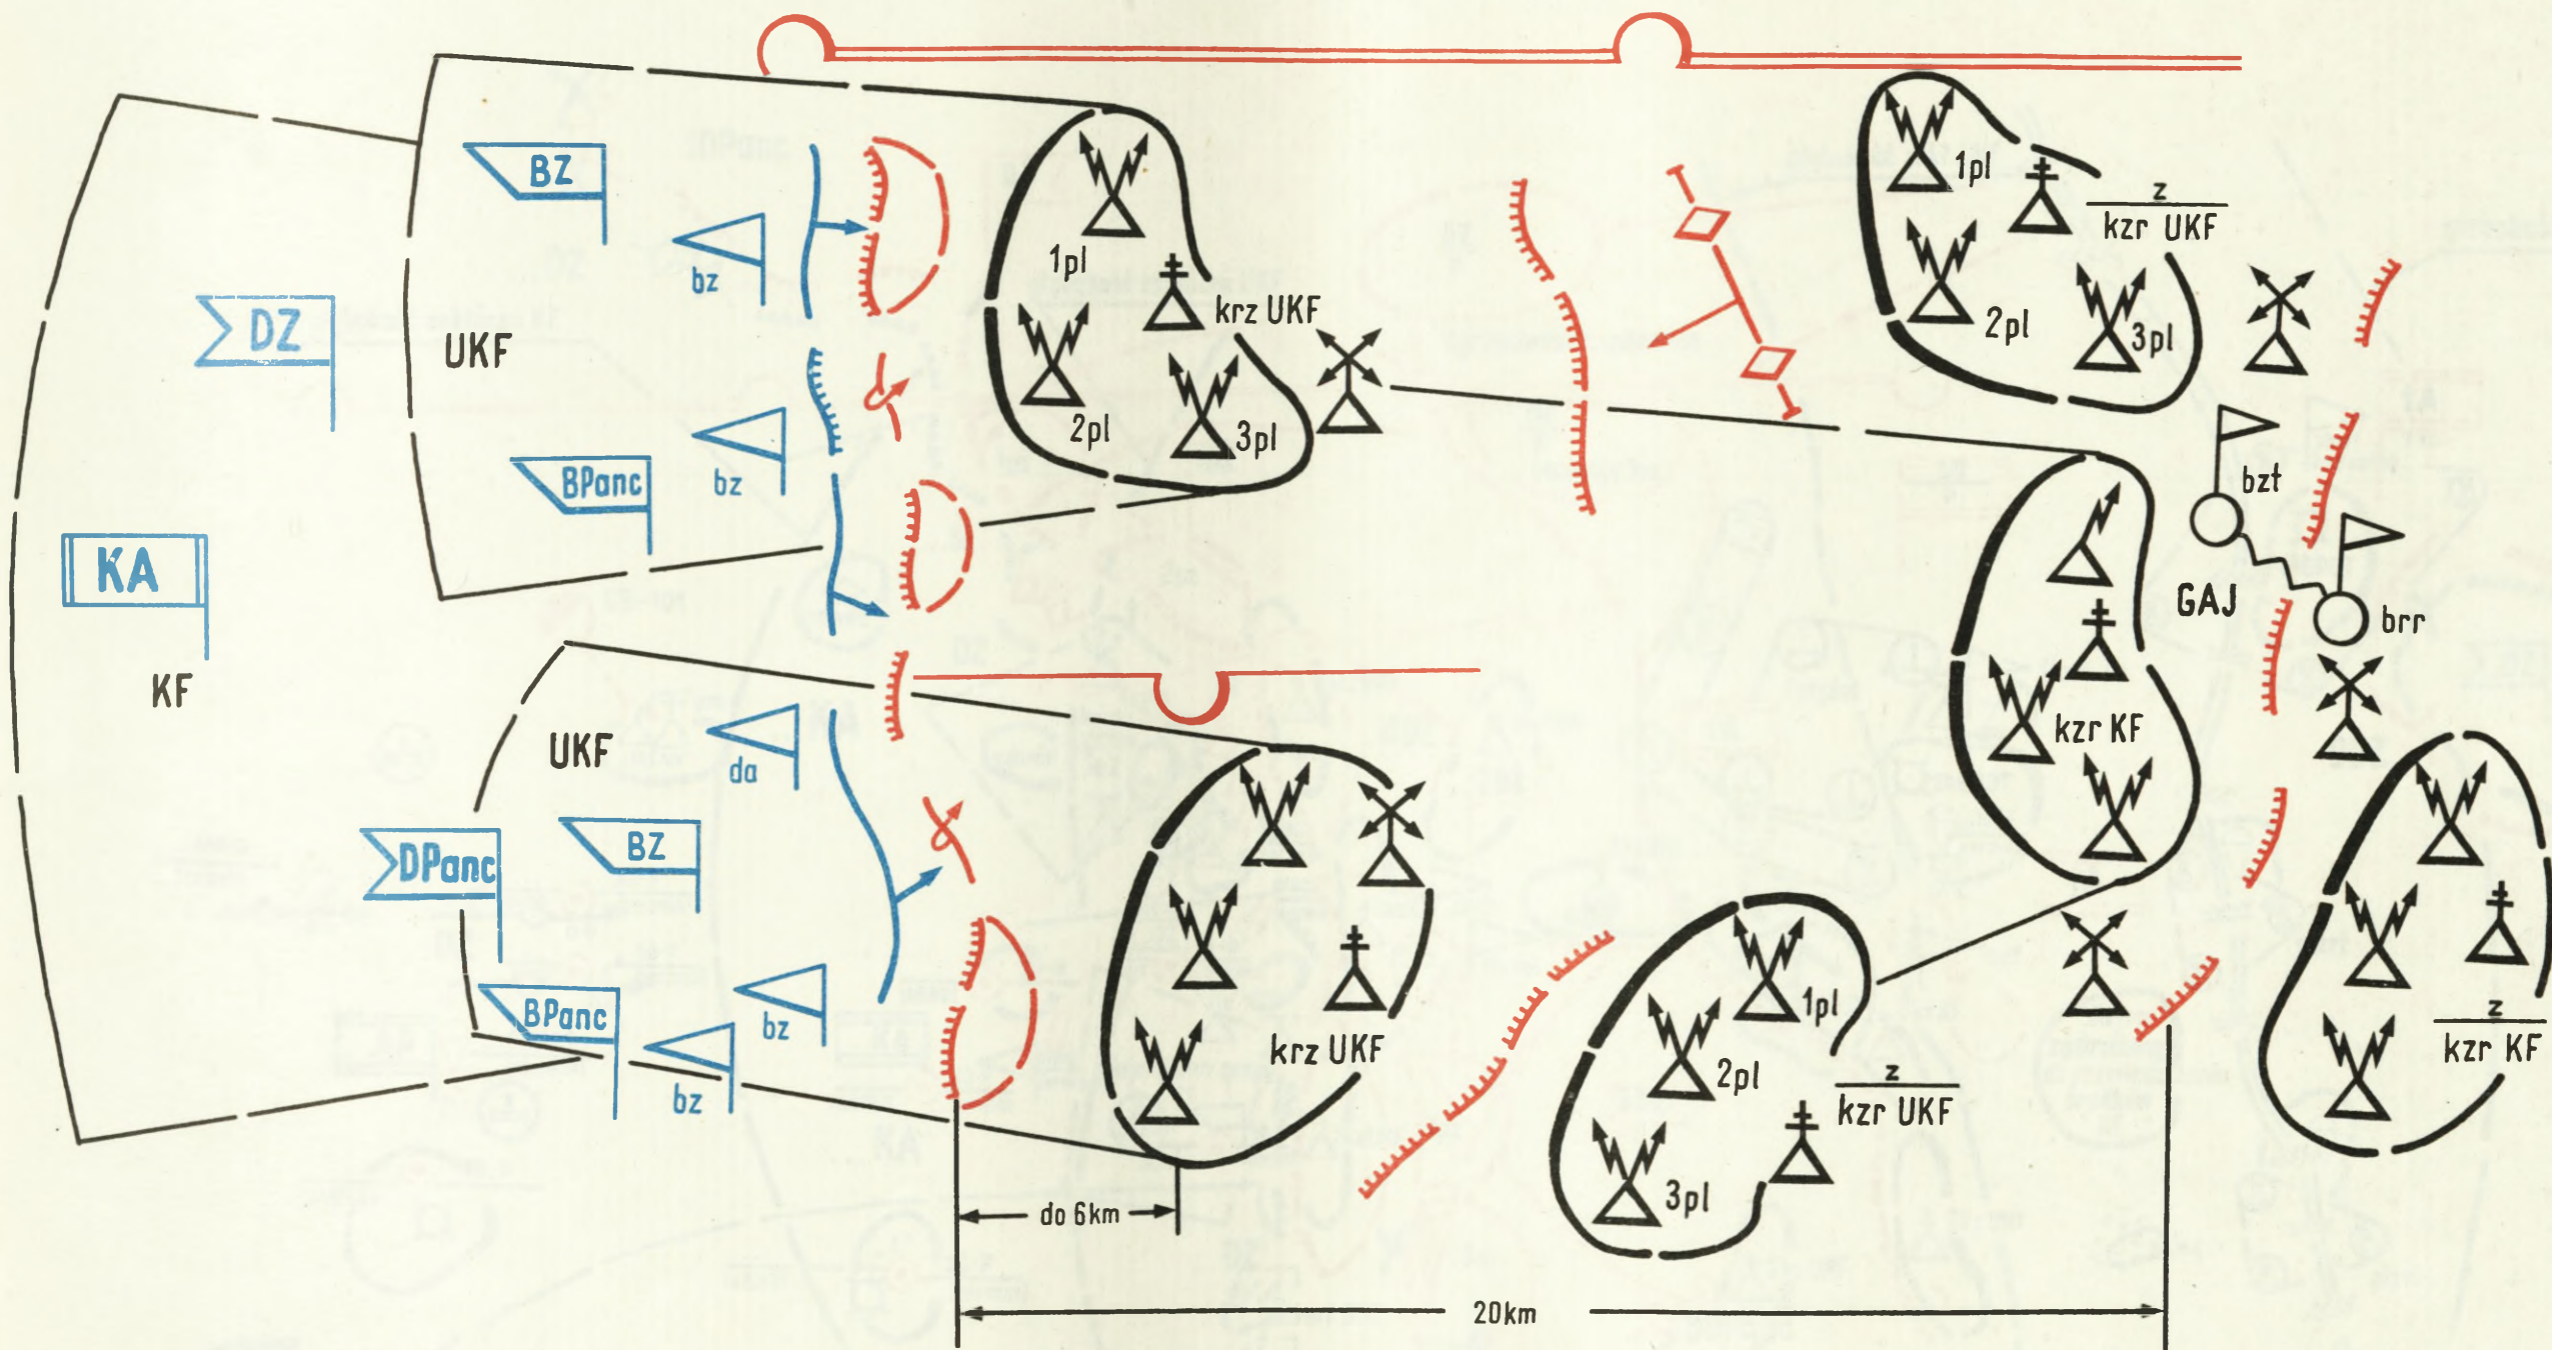 BZ
bz
DZ
UKF
KA
KF
bz
BPanc
1pl
krz UKF
2pl
3pl
1pl
z
kzr UKF
2pl
3pl
bzt
GAJ
brr
kzr KF
UKF
da
BZ
DPanc
BPanc
bz
bz
krz UKF
1pl
2pl
3pl
z
kzr UKF
z
kzr KF
do 6km
20km